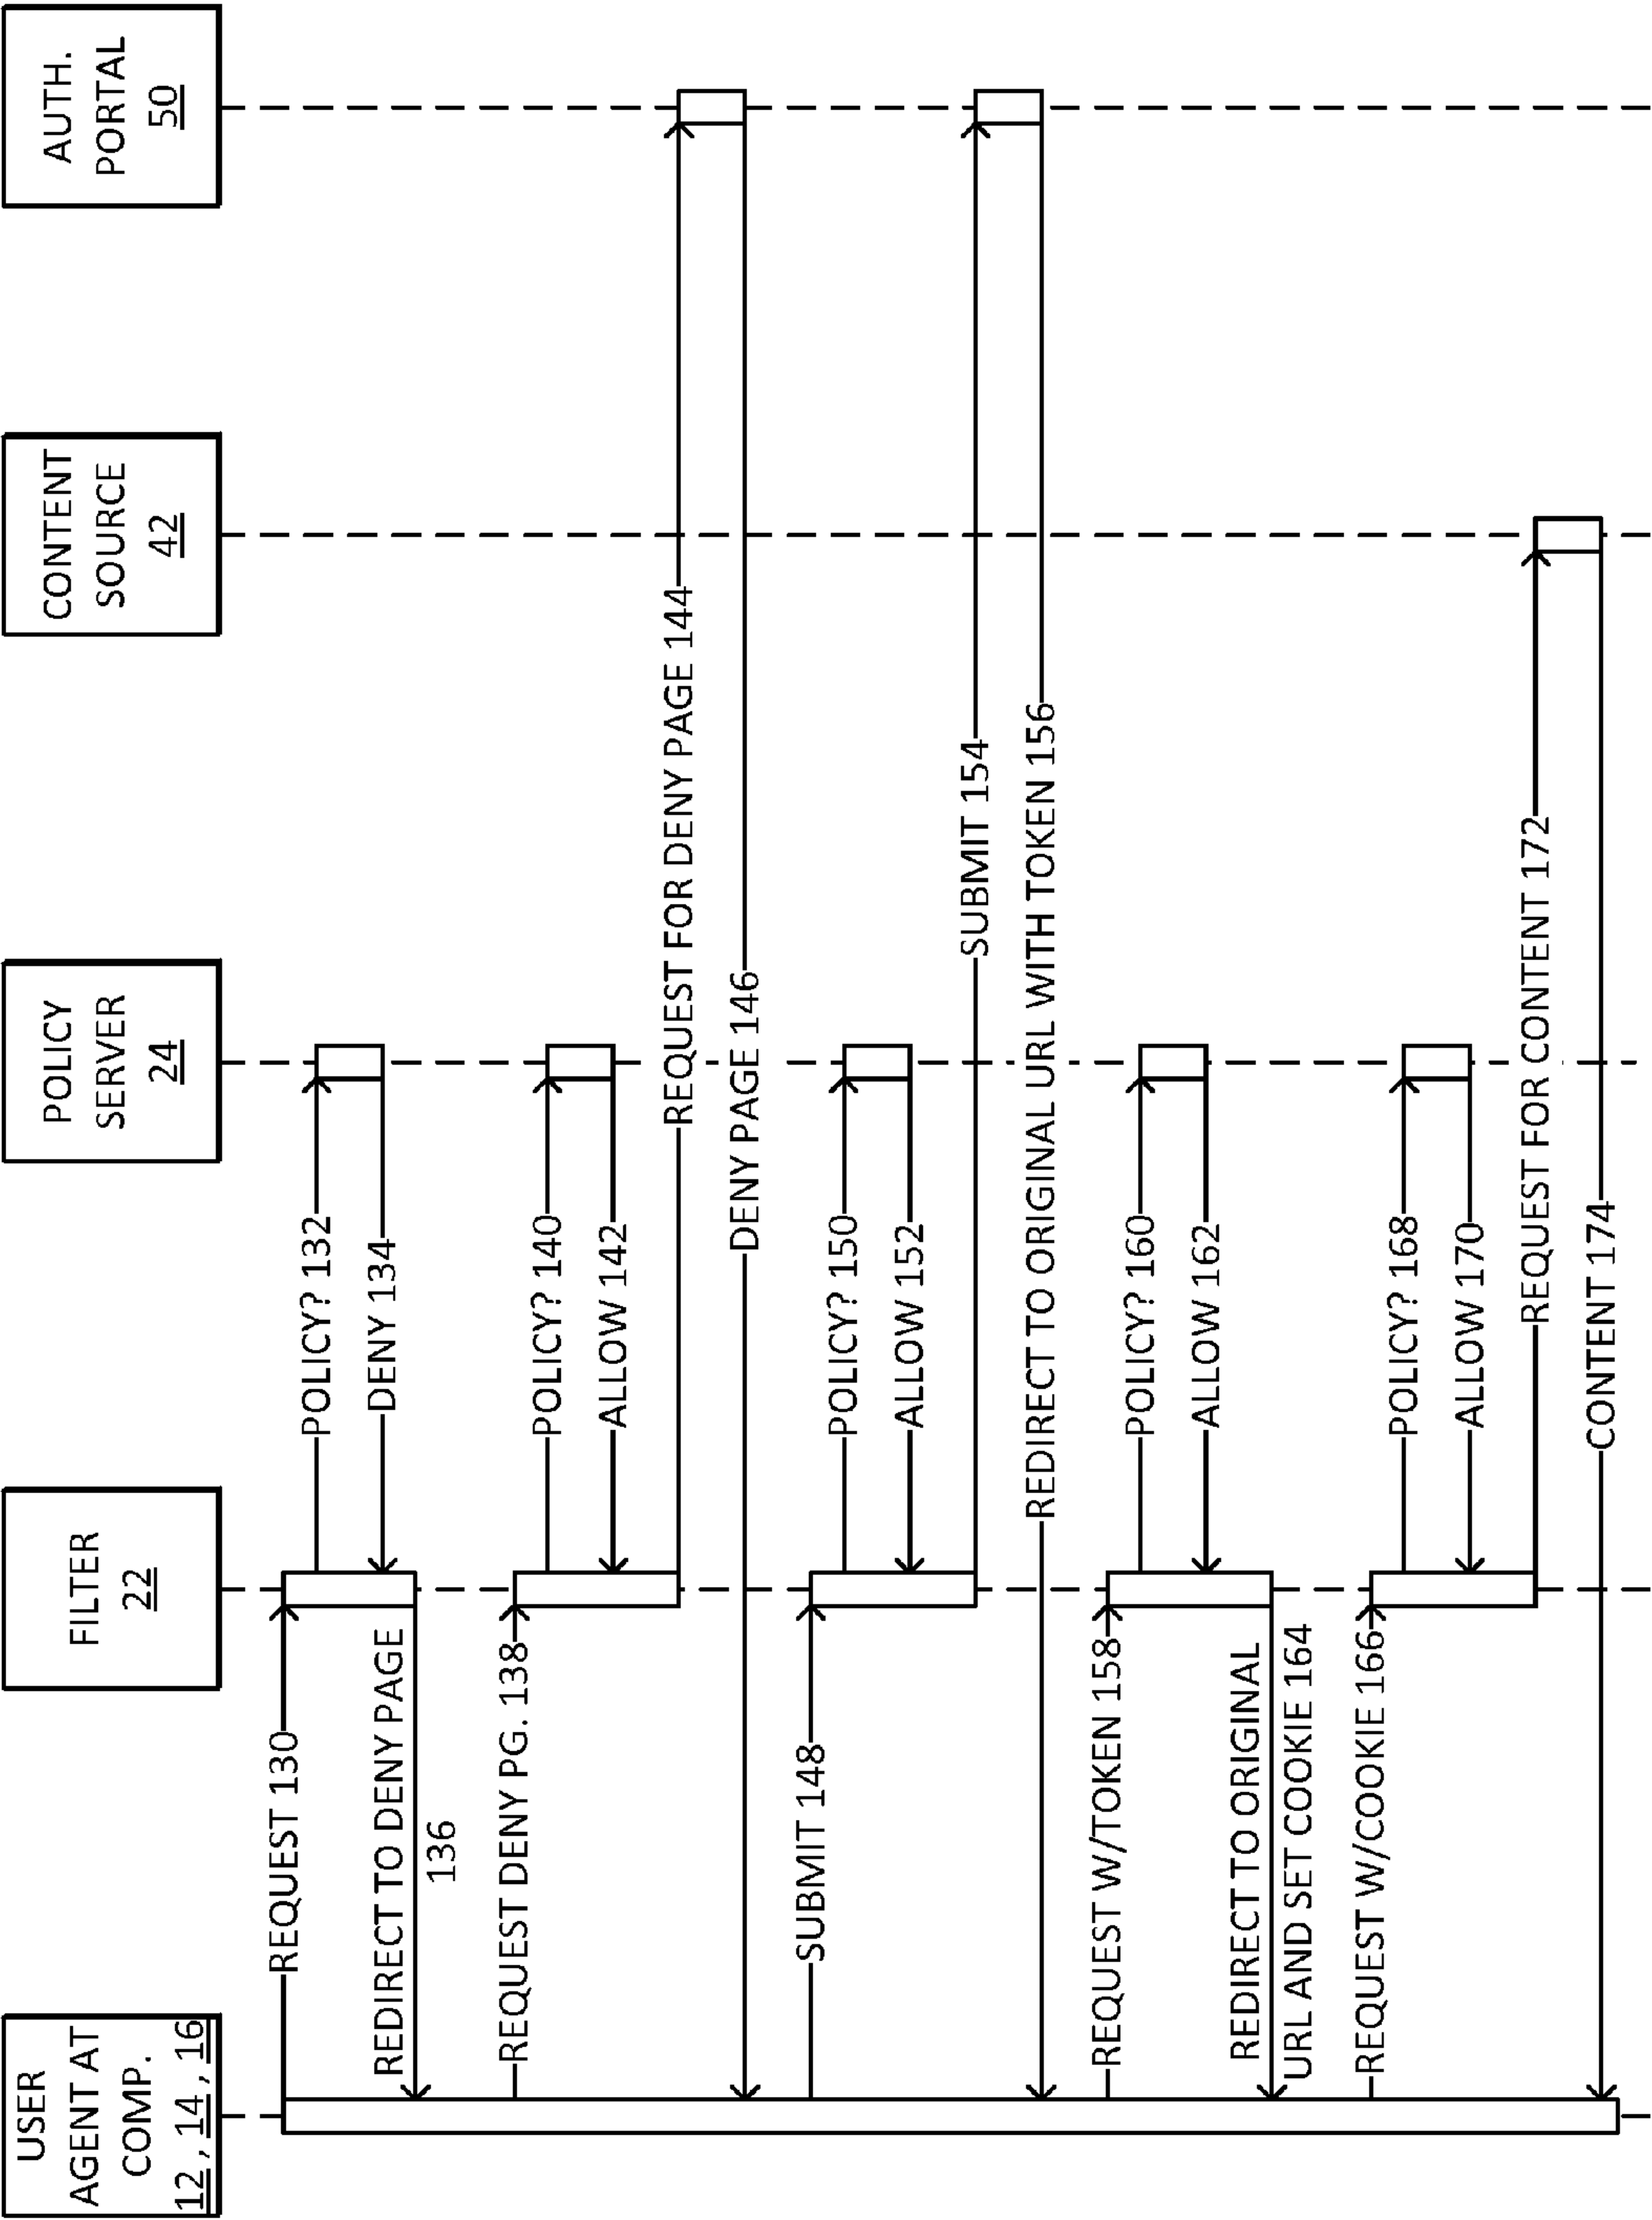 USER
AGENT AT
COMP.
12, 14, 16
FILTER
22
POLICY
SERVER
24
CONTENT
SOURCE
42
AUTH.
PORTAL
50
REQUEST 130
POLICY? 132
DENY 134
REDIRECT TO DENY PAGE
136
REQUEST DENY PG. 138
POLICY? 140
ALLOW 142
REQUEST FOR DENY PAGE 144
DENY PAGE 146
SUBMIT 148
POLICY? 150
ALLOW 152
SUBMIT 154
REDIRECT TO ORIGINAL URL WITH TOKEN 156
REQUEST W/TOKEN 158
POLICY? 160
ALLOW 162
REDIRECT TO ORIGINAL
URL AND SET COOKIE 164
REQUEST W/COOKIE 166
POLICY? 168
ALLOW 170
REQUEST FOR CONTENT 172
CONTENT 174